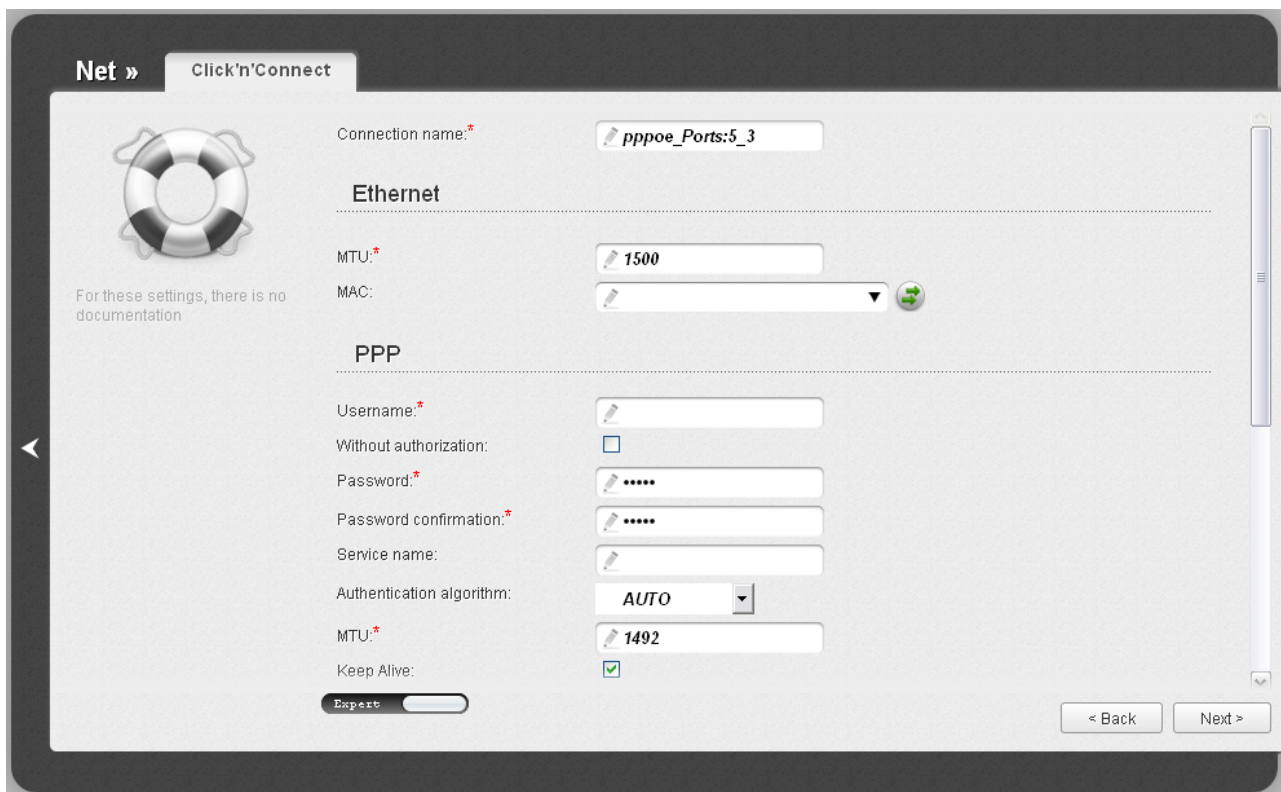 Net » Click'n'Connect
For these settings, there is no
documentation
Connection name:* pppoe_Ports:5_3
Ethernet
MTU:* 1500
MAC:
PPP
Username:*
Without authorization:
Password:* •••••
Password confirmation:* •••••
Service name:
Authentication algorithm: AUTO
MTU:* 1492
Keep Alive:
Expert
< Back Next >